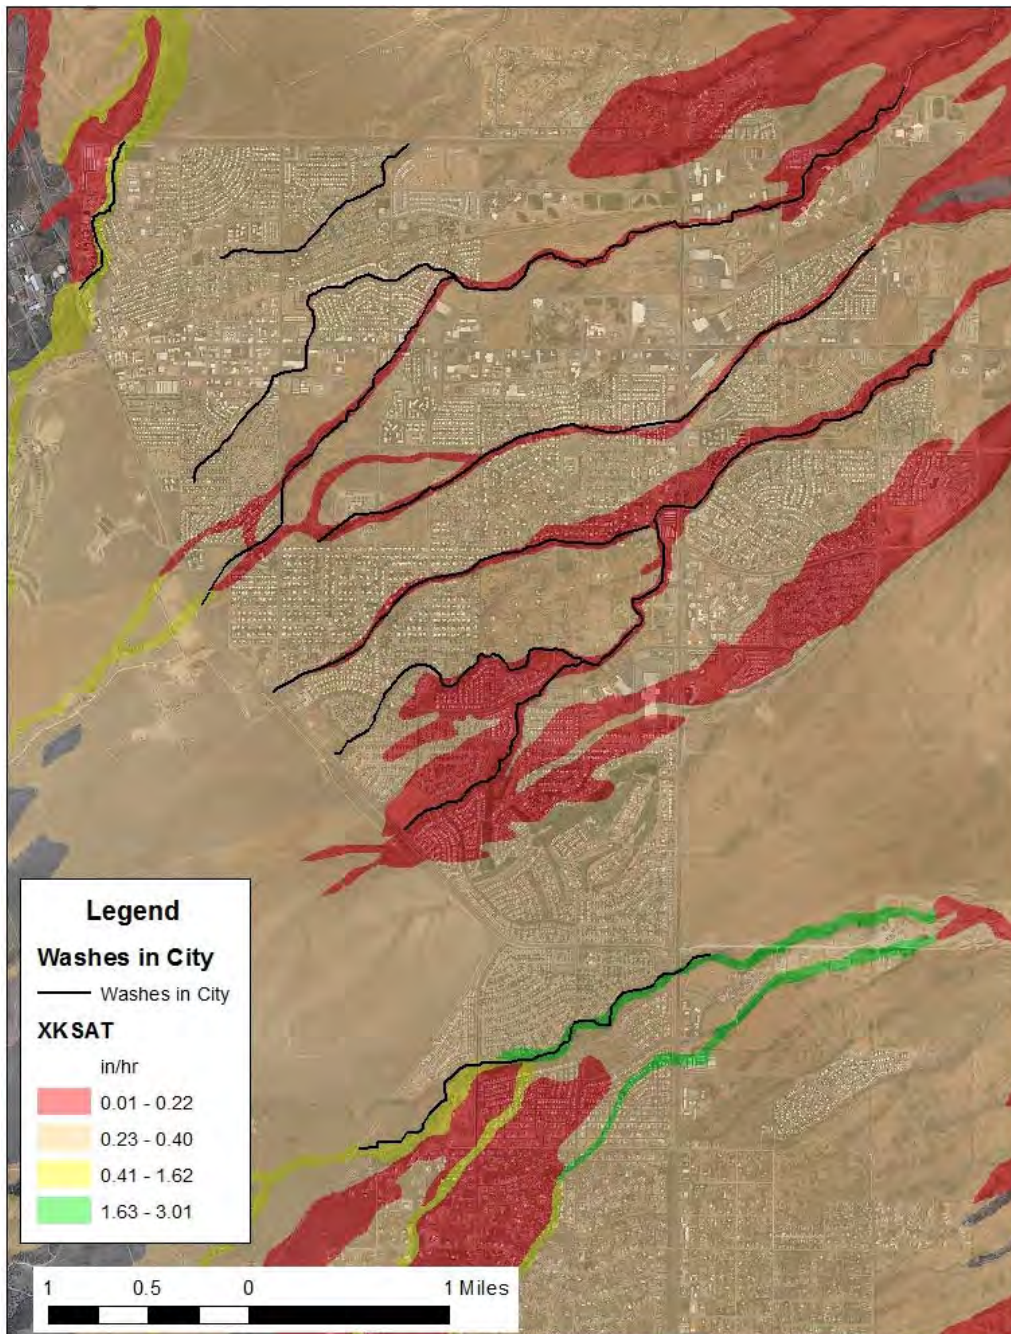 Legend
Washes in City
Washes in City
XKSAT
in/hr
0.01 - 0.22
0.23 - 0.40
0.41 - 1.62
1.63 - 3.01
1 0.5 0 1 Miles